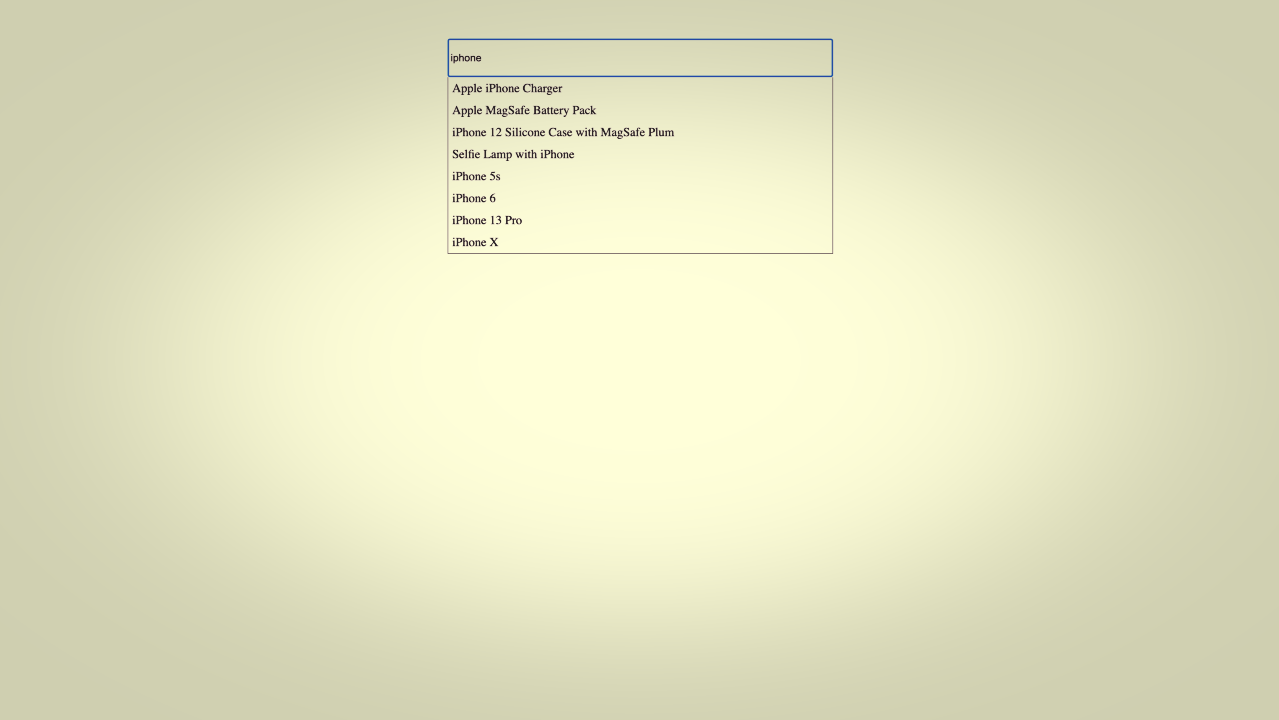 iphone
Apple iPhone Charger
Apple MagSafe Battery Pack
iPhone 12 Silicone Case with MagSafe Plum
Selfie Lamp with iPhone
iPhone 5s
iPhone 6
iPhone 13 Pro
iPhone X